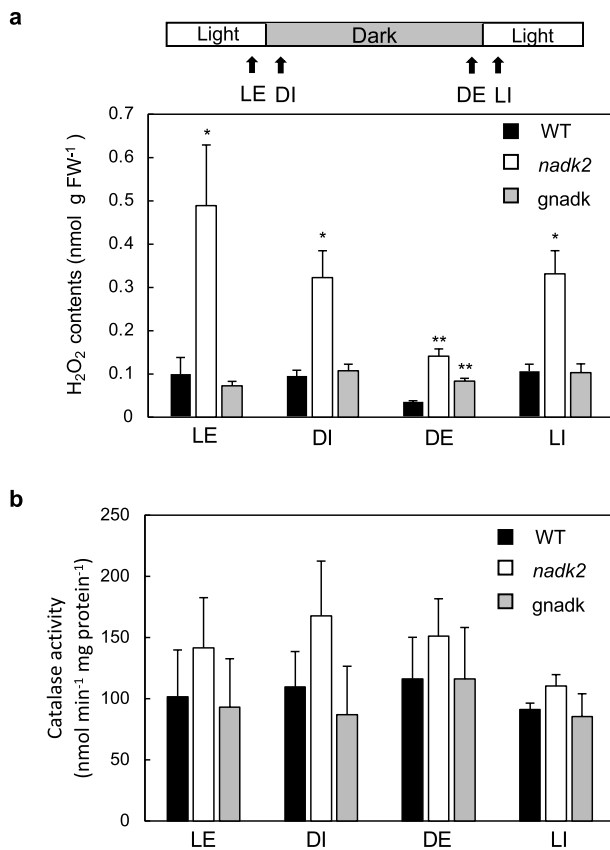 a
Light Dark Light
LE DI DE LI
H₂O₂ contents (nmol g FW⁻¹)
0.7
0.6
0.5
0.4
0.3
0.2
0.1
0
WT
nadk2
gnadk
*
*
**
**
*
LE DI DE LI
b
Catalase activity
(nmol min⁻¹ mg protein⁻¹)
250
200
150
100
50
0
WT
nadk2
gnadk
LE DI DE LI